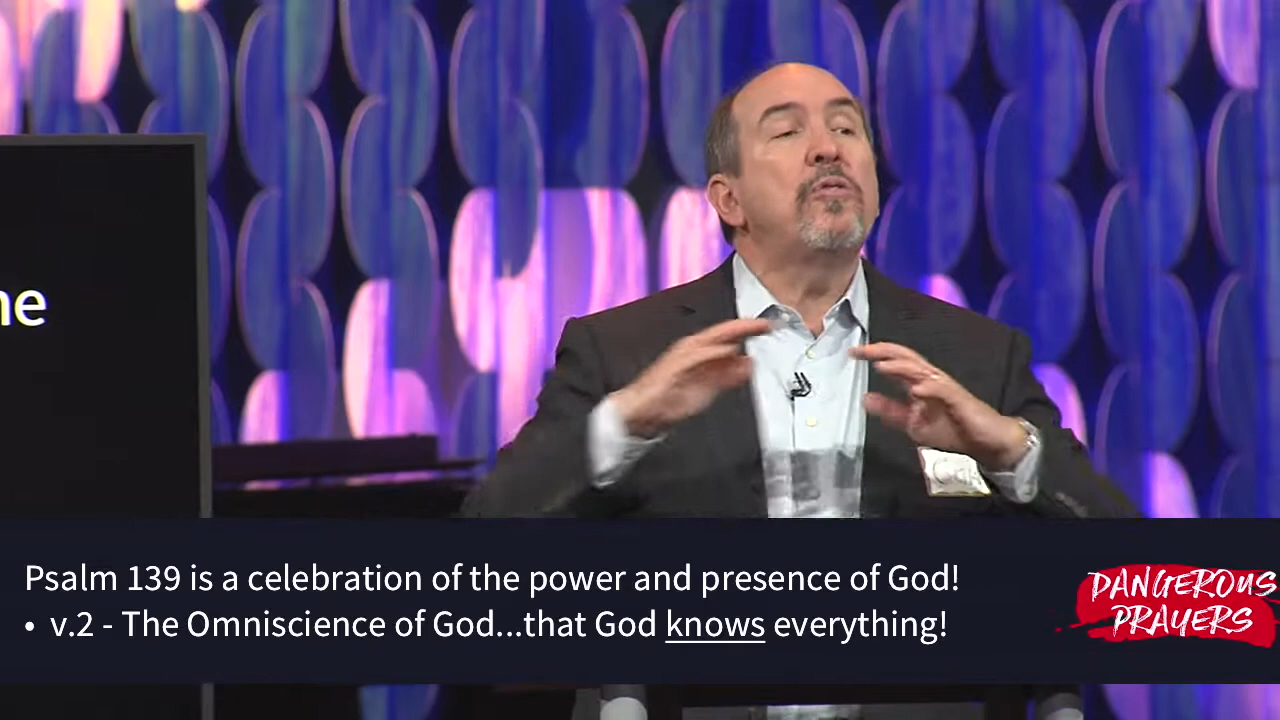 ne
Psalm 139 is a celebration of the power and presence of God!
• v.2 - The Omniscience of God...that God knows everything!
DANGEROUS
PRAYERS